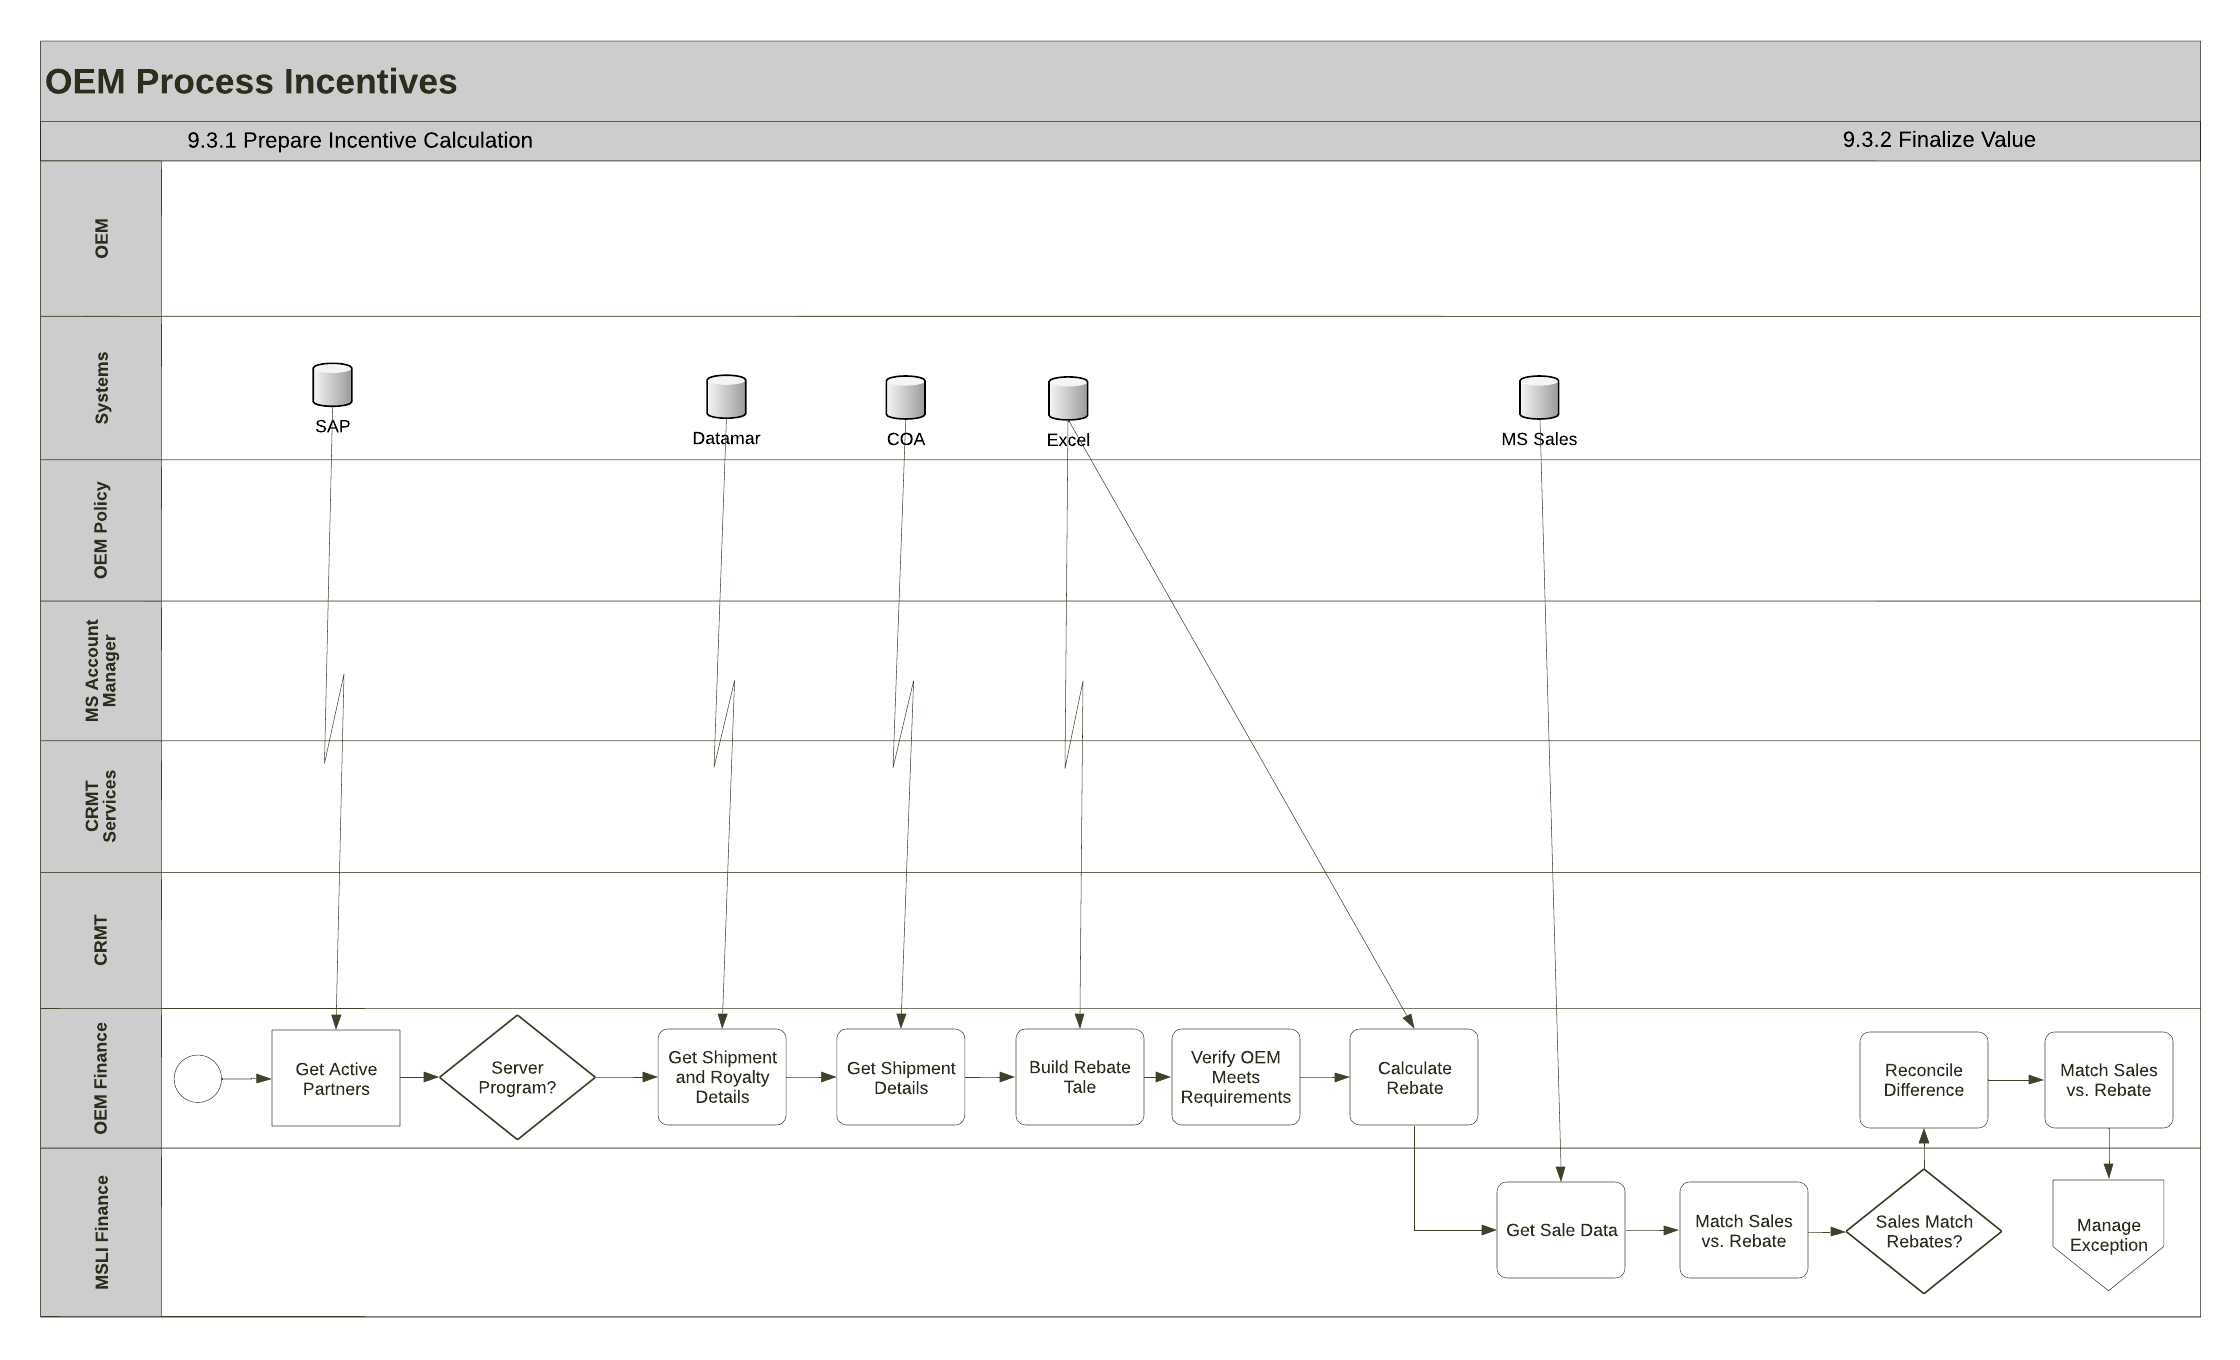 OEM Process Incentives
9.3.1 Prepare Incentive Calculation
9.3.2 Finalize Value
OEM
Systems
SAP
Datamar
COA
Excel
MS Sales
OEM Policy
MS Account
Manager
CRMT
Services
CRMT
OEM Finance
Get Active
Partners
Server
Program?
Get Shipment
and Royalty
Details
Get Shipment
Details
Build Rebate
Tale
Verify OEM
Meets
Requirements
Calculate
Rebate
Reconcile
Difference
Match Sales
vs. Rebate
MSLI Finance
Get Sale Data
Match Sales
vs. Rebate
Sales Match
Rebates?
Manage
Exception